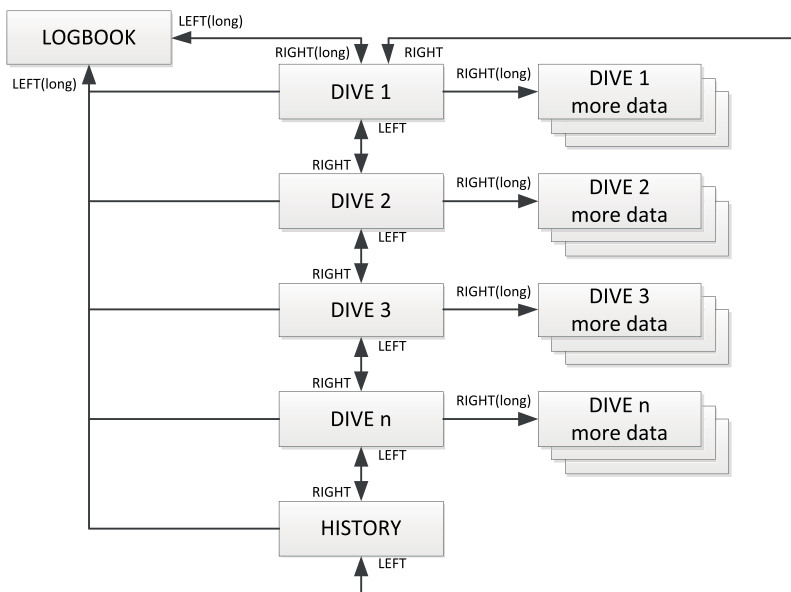 LEFT(long)
LOGBOOK
RIGHT(long)
RIGHT
LEFT(long)
DIVE 1
RIGHT(long)
DIVE 1
more data
LEFT
RIGHT
DIVE 2
RIGHT(long)
DIVE 2
more data
LEFT
RIGHT
DIVE 3
RIGHT(long)
DIVE 3
more data
LEFT
RIGHT
DIVE n
RIGHT(long)
DIVE n
more data
LEFT
RIGHT
HISTORY
LEFT